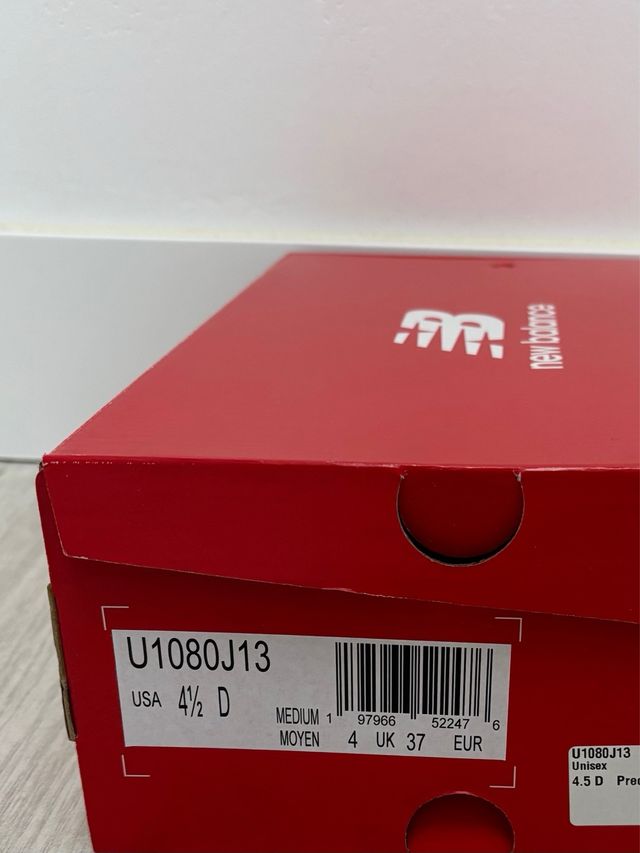 new balance
U1080J13
USA 4½ D
MEDIUM 1 97966 52247 6
MOYEN 4 UK 37 EUR
U1080J13
Unisex
4.5 D